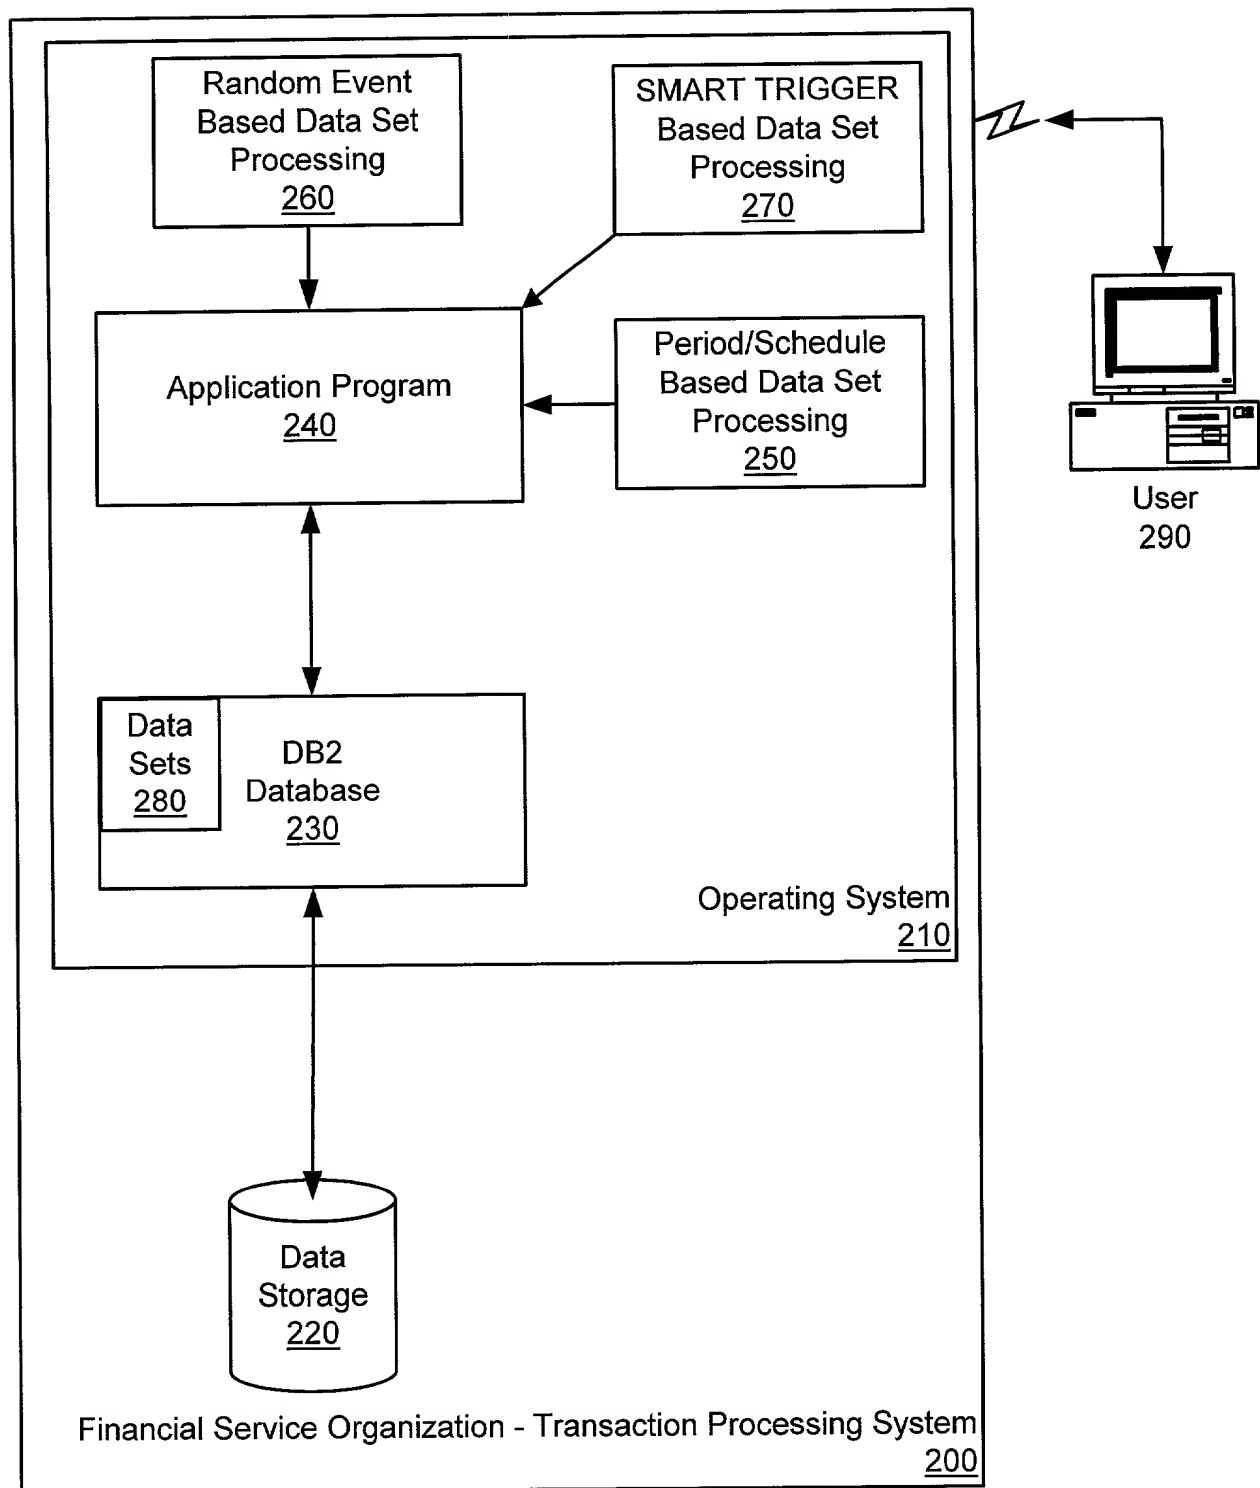 Random Event
Based Data Set
Processing
260
SMART TRIGGER
Based Data Set
Processing
270
Application Program
240
Period/Schedule
Based Data Set
Processing
250
User
290
Data
Sets
280
DB2
Database
230
Operating System
210
Data
Storage
220
Financial Service Organization - Transaction Processing System
200